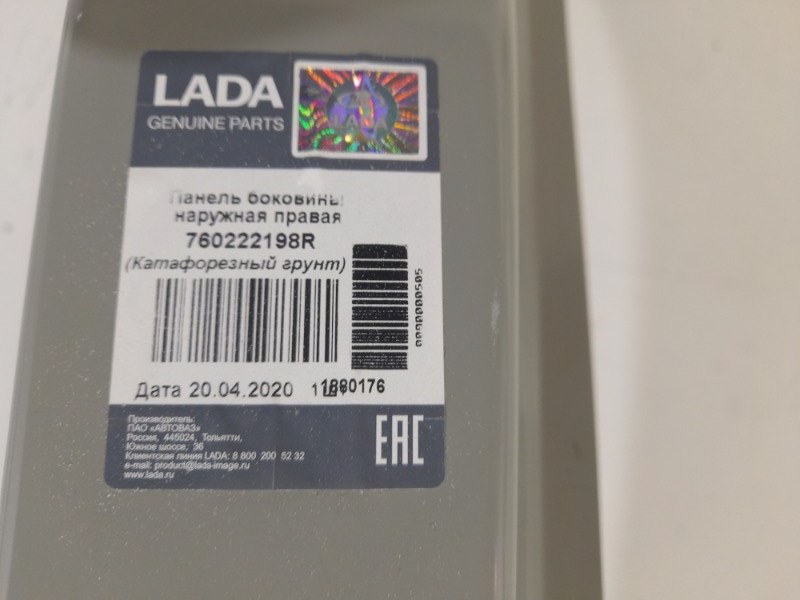 LADA
GENUINE PARTS
LADA
Панель боковины
наружная правая
760222198R
(Катафорезный грунт)
Дата 20.04.2020
1880176
EAC
Производитель:
ПАО «АВТОВАЗ»
Россия, 445024, Тольятти,
Южное шоссе, 36
Клиентская линия LADA: 8 800 200 52 32
e-mail: product@lada-image.ru
www.lada.ru